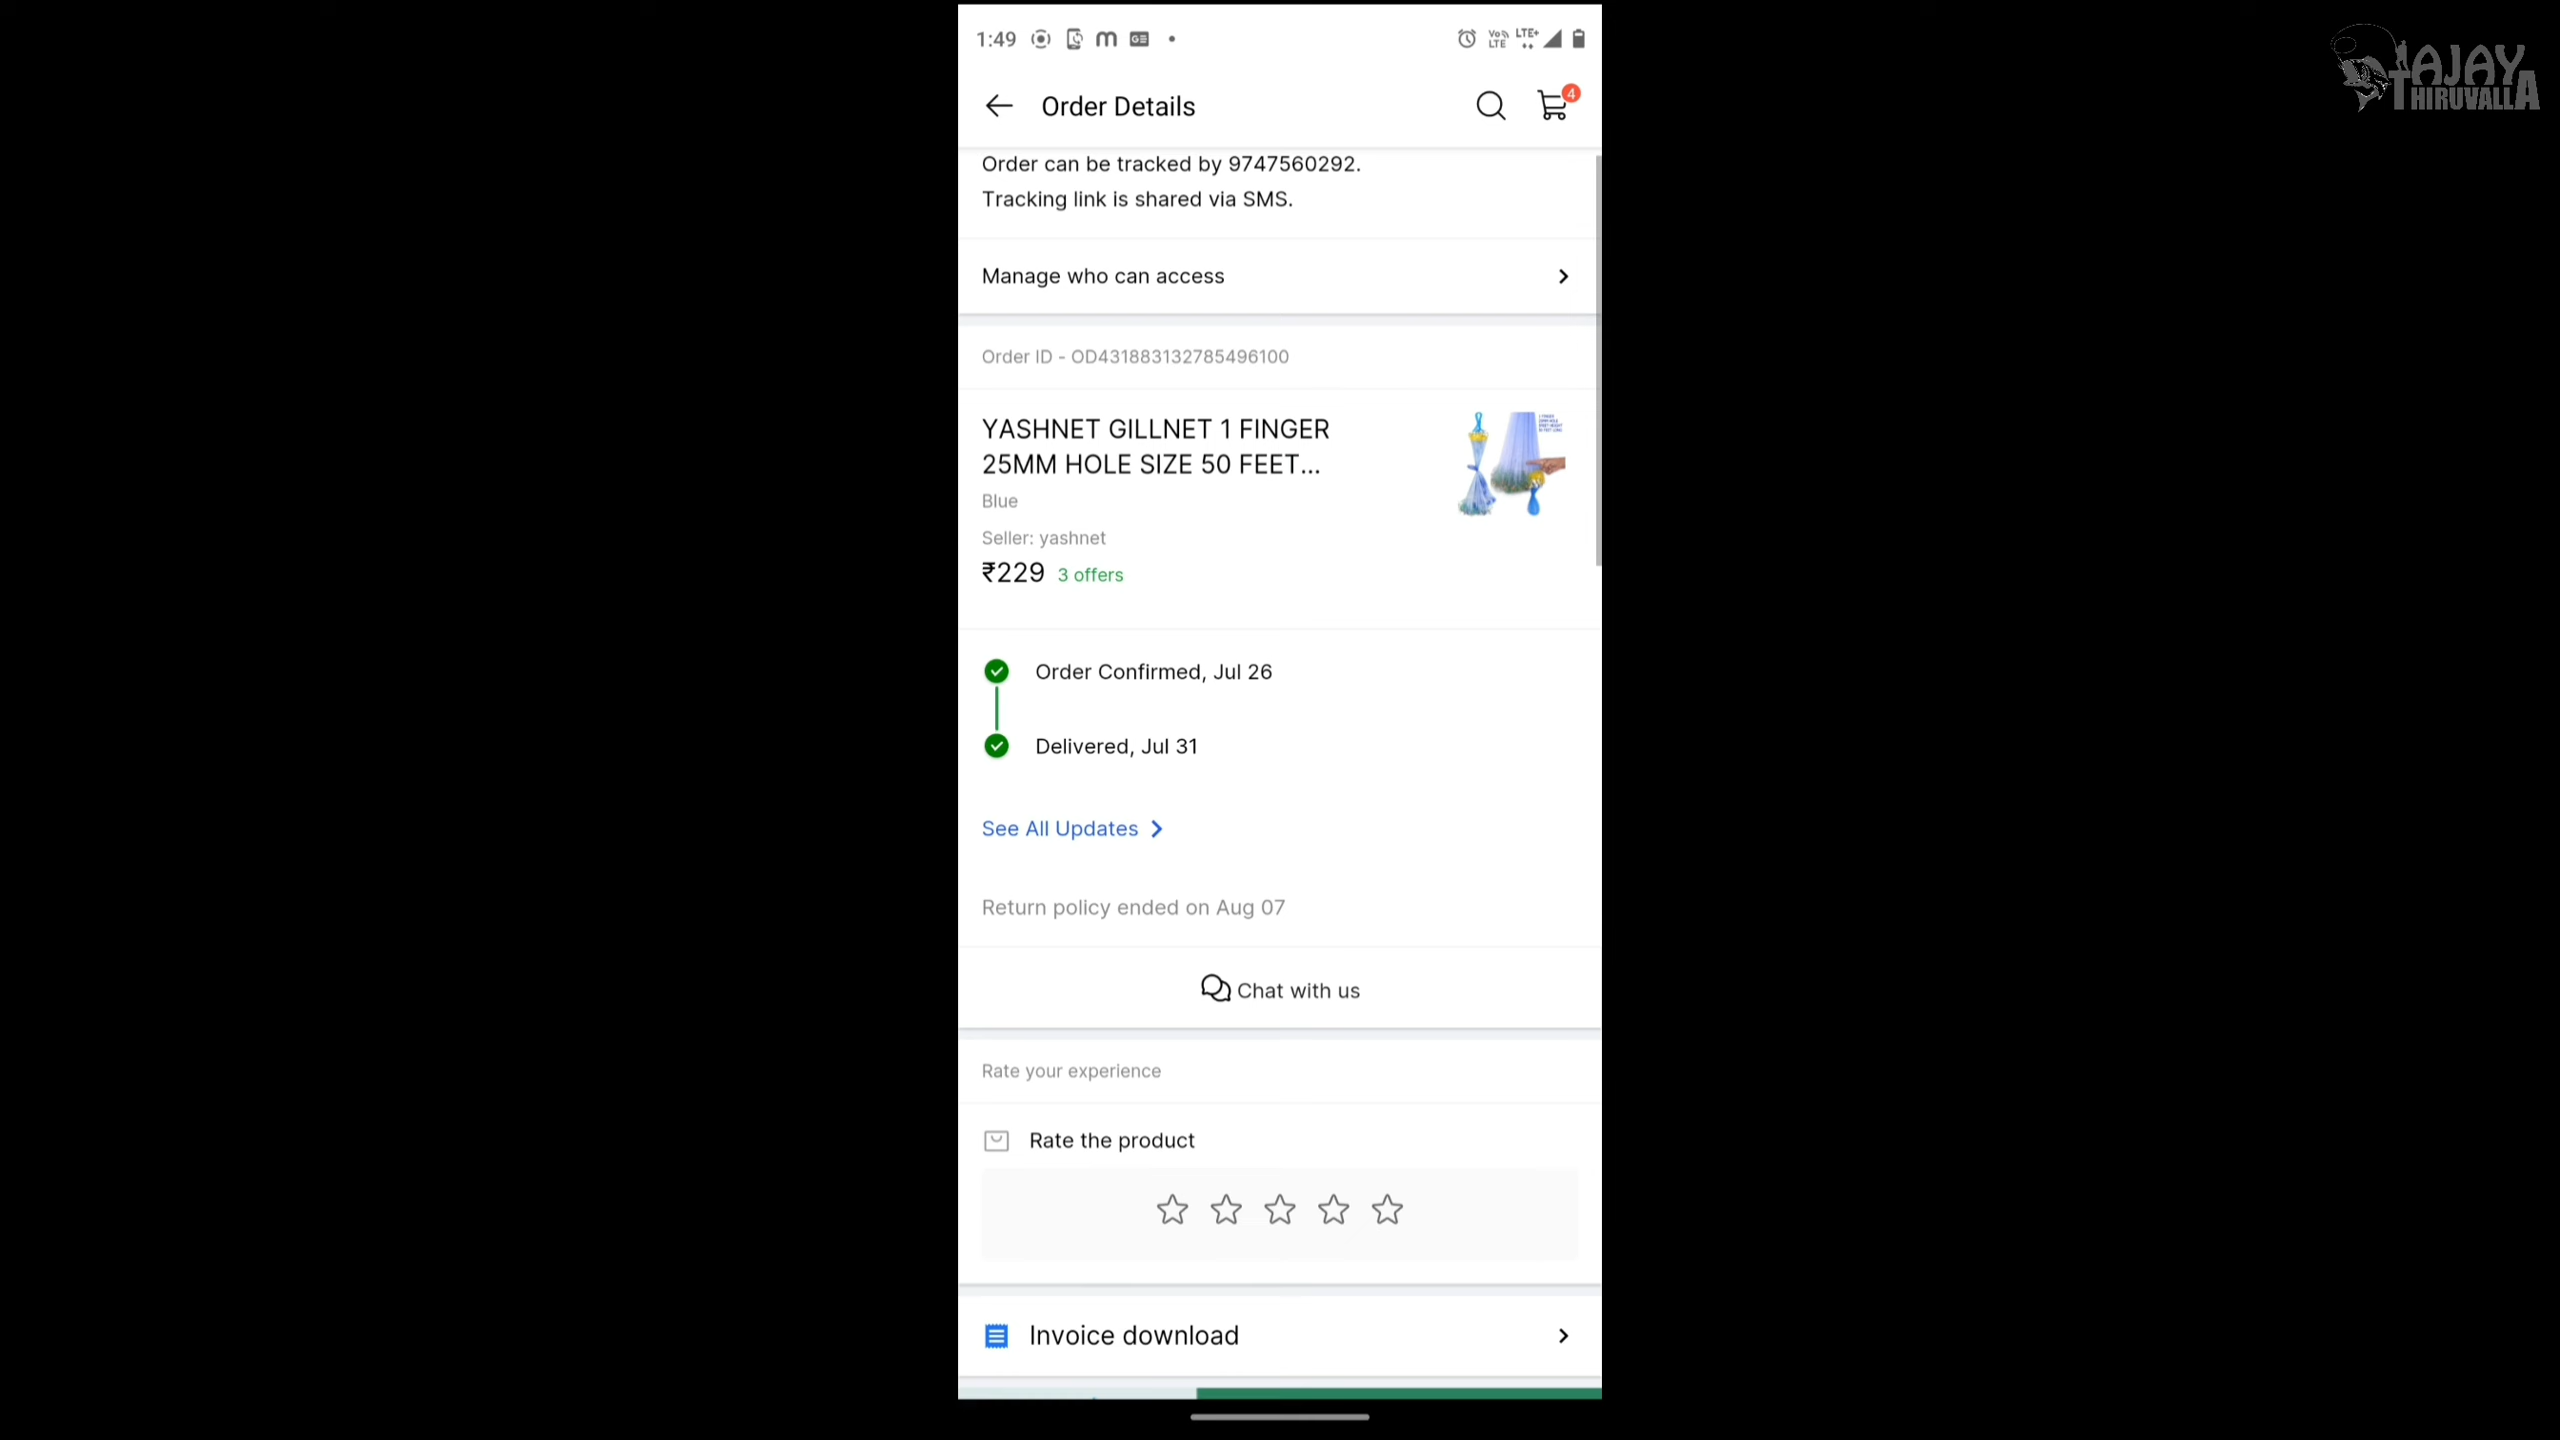 1:49
VoLTE LTE+
AJAY
THIRUVALLA
Order Details
4
Order can be tracked by 9747560292.
Tracking link is shared via SMS.
Manage who can access
Order ID - OD431883132785496100
YASHNET GILLNET 1 FINGER
25MM HOLE SIZE 50 FEET...
Blue
Seller: yashnet
₹229 3 offers
Order Confirmed, Jul 26
Delivered, Jul 31
See All Updates
Return policy ended on Aug 07
Chat with us
Rate your experience
Rate the product
Invoice download